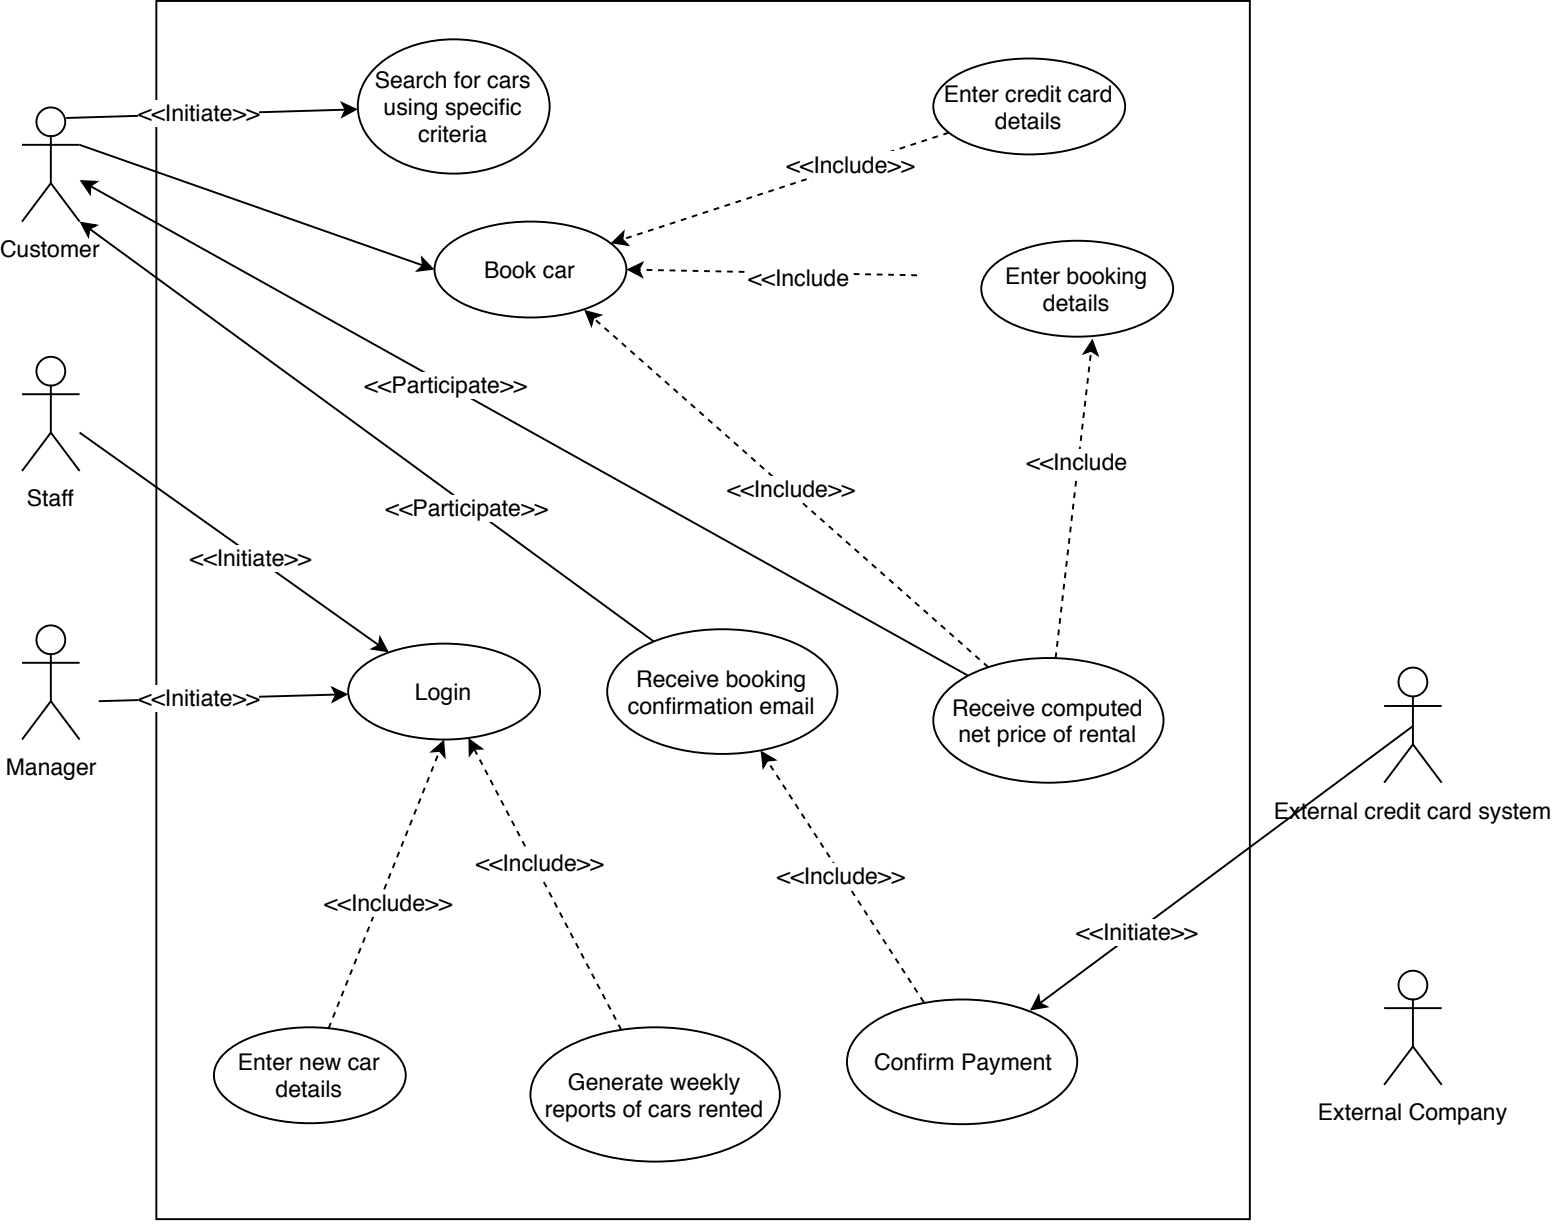 Search for cars
using specific
criteria
Enter credit card
details
<<Initiate>>
<<Include>>
Customer
Book car
Enter booking
details
<<Include
<<Participate>>
<<Include
<<Include>>
Staff
<<Participate>>
<<Initiate>>
Login
Receive booking
confirmation email
Receive computed
net price of rental
<<Initiate>>
Manager
External credit card system
<<Include>>
<<Include>>
<<Include>>
<<Initiate>>
Enter new car
details
Generate weekly
reports of cars rented
Confirm Payment
External Company